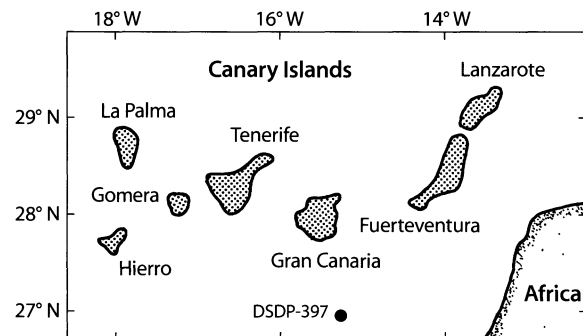 18°W 16°W 14°W
Canary Islands
Lanzarote
29° N
La Palma
Tenerife
Gomera
28° N
Fuerteventura
Hierro
Gran Canaria
Africa
27° N
DSDP-397